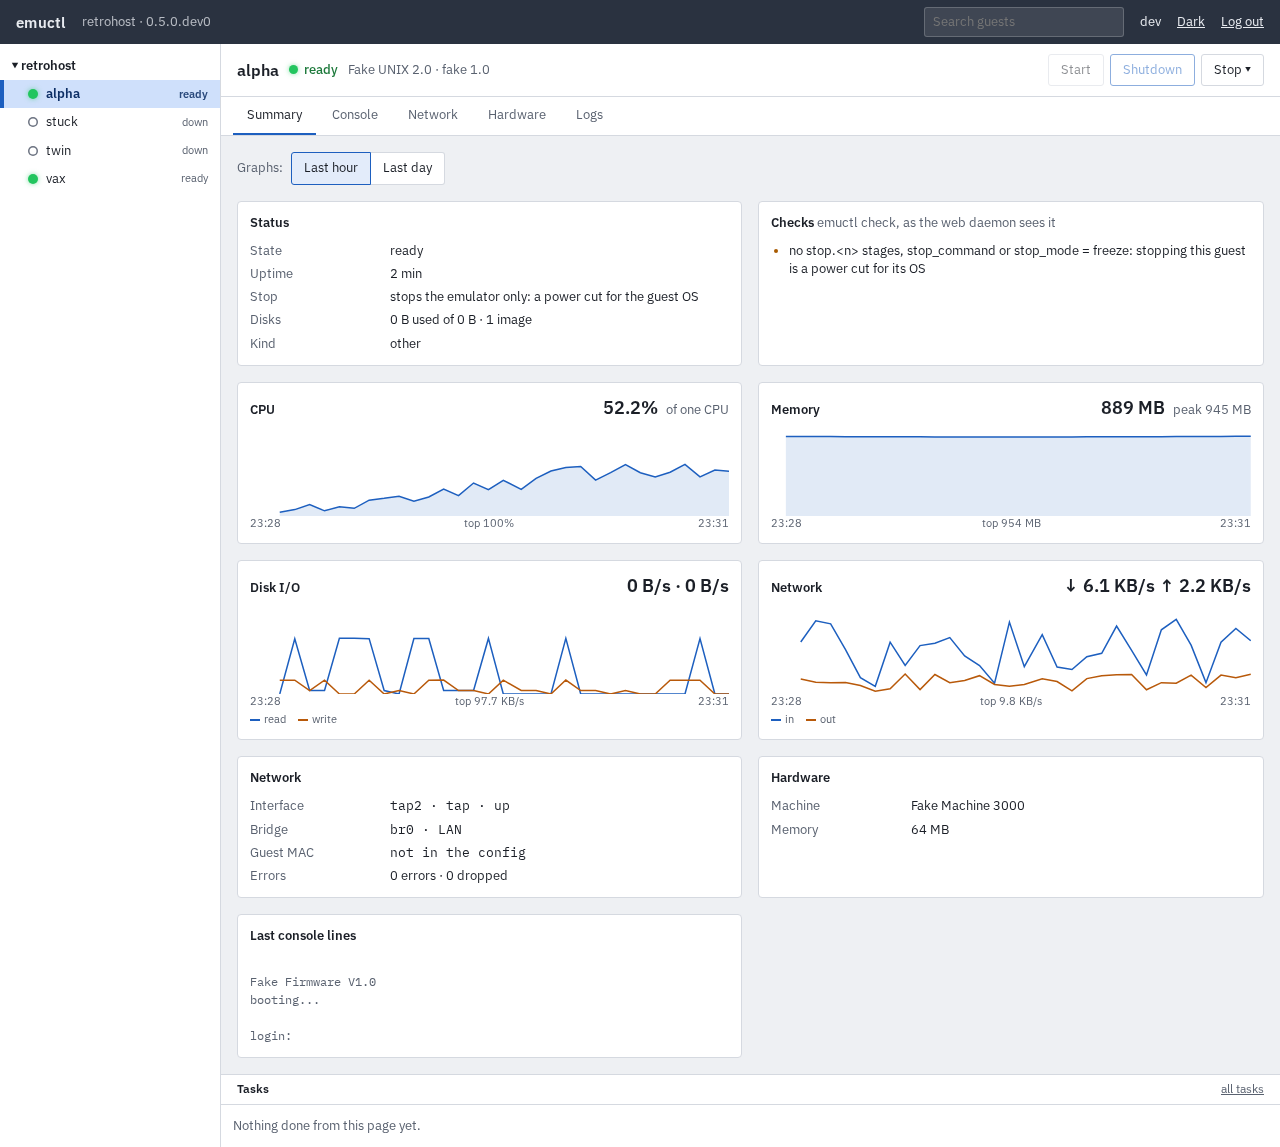 emuctl retrohost · 0.5.0.dev0 Search guests dev Dark Log out
▾ retrohost
alpha ready
stuck down
twin down
vax ready
alpha ready Fake UNIX 2.0 · fake 1.0 Start Shutdown Stop ▾
Summary Console Network Hardware Logs
Graphs: Last hour Last day
Status
State ready
Uptime 2 min
Stop stops the emulator only: a power cut for the guest OS
Disks 0 B used of 0 B · 1 image
Kind other
Checks emuctl check, as the web daemon sees it
• no stop.<n> stages, stop_command or stop_mode = freeze: stopping this guest
is a power cut for its OS
CPU 52.2% of one CPU
23:28 top 100% 23:31
Memory 889 MB peak 945 MB
23:28 top 954 MB 23:31
Disk I/O 0 B/s · 0 B/s
23:28 top 97.7 KB/s 23:31
read write
Network ↓ 6.1 KB/s ↑ 2.2 KB/s
23:28 top 9.8 KB/s 23:31
in out
Network
Interface tap2 · tap · up
Bridge br0 · LAN
Guest MAC not in the config
Errors 0 errors · 0 dropped
Hardware
Machine Fake Machine 3000
Memory 64 MB
Last console lines
Fake Firmware V1.0
booting...
login:
Tasks all tasks
Nothing done from this page yet.